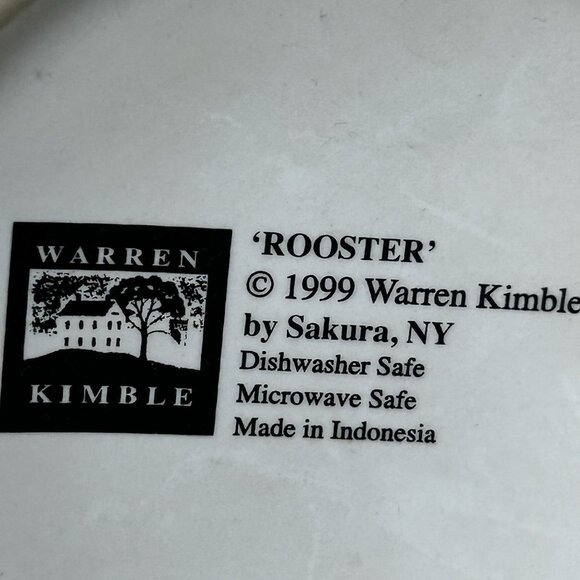 WARREN
KIMBLE
‘ROOSTER’
© 1999 Warren Kimble
by Sakura, NY
Dishwasher Safe
Microwave Safe
Made in Indonesia